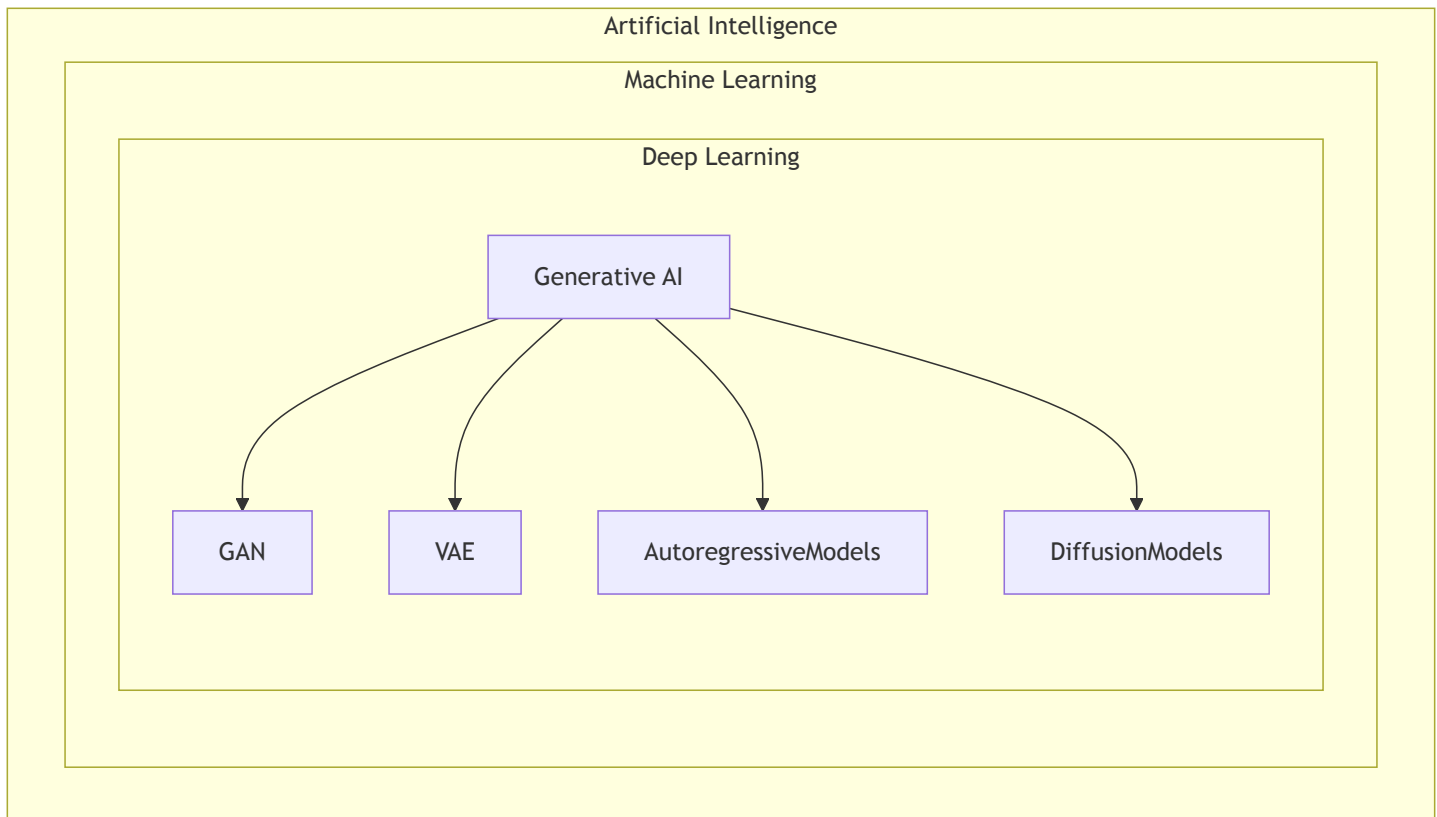 Artificial Intelligence
Machine Learning
Deep Learning
Generative AI
GAN
VAE
AutoregressiveModels
DiffusionModels